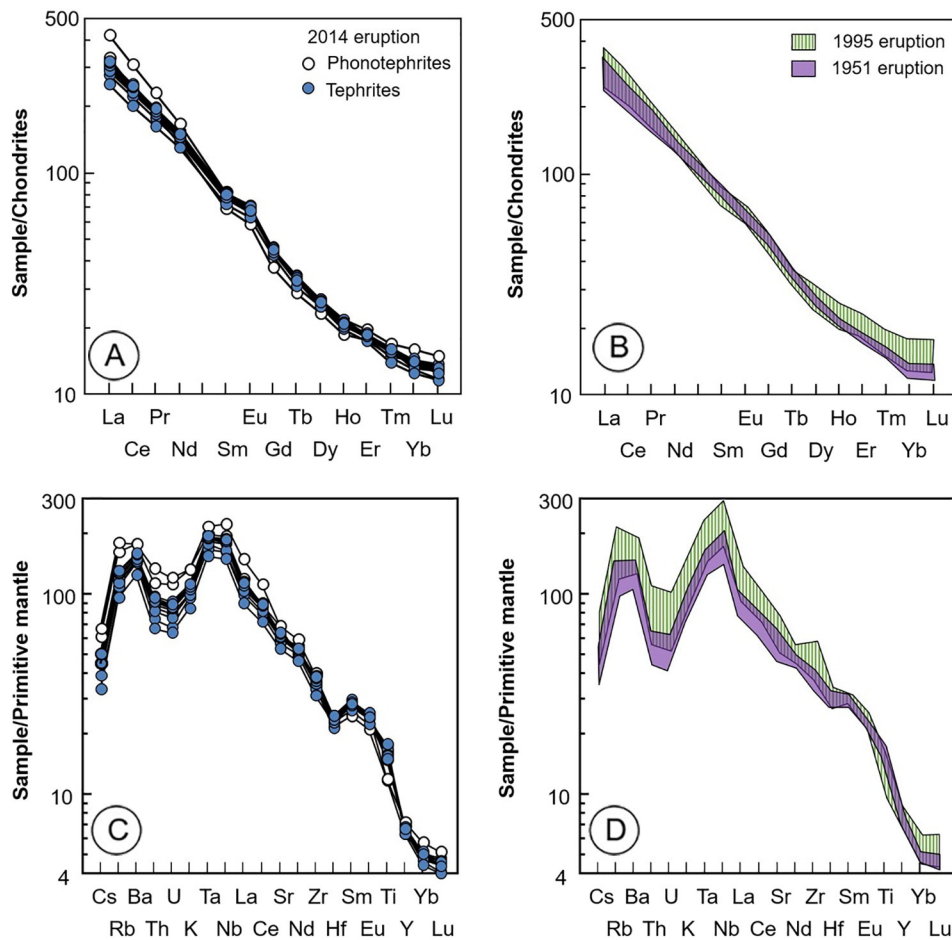 500
2014 eruption
Phonotephrites
Tephrites
100
10
Sample/Chondrites
A
La Pr Eu Tb Ho Tm Lu
Ce Nd Sm Gd Dy Er Yb
500
1995 eruption
1951 eruption
100
10
Sample/Chondrites
B
La Pr Eu Tb Ho Tm Lu
Ce Nd Sm Gd Dy Er Yb
300
100
10
4
Sample/Primitive mantle
C
Cs Ba U Ta La Sr Zr Sm Ti Yb
Rb Th K Nb Ce Nd Hf Eu Y Lu
300
100
10
4
Sample/Primitive mantle
D
Cs Ba U Ta La Sr Zr Sm Ti Yb
Rb Th K Nb Ce Nd Hf Eu Y Lu